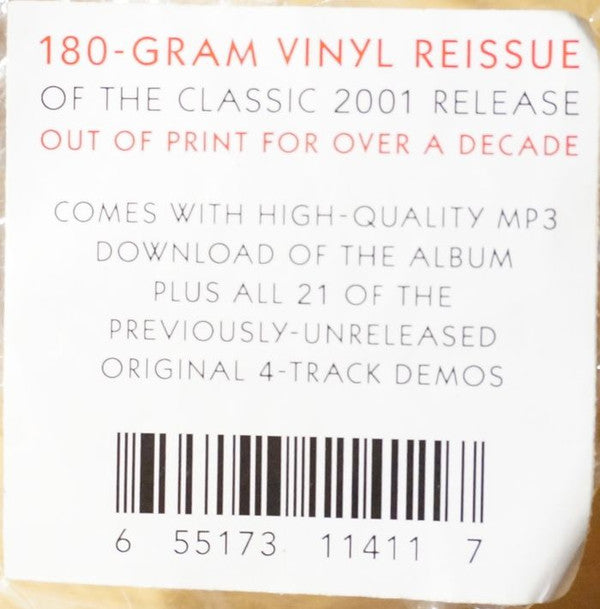 180-GRAM VINYL REISSUE
OF THE CLASSIC 2001 RELEASE
OUT OF PRINT FOR OVER A DECADE
COMES WITH HIGH-QUALITY MP3
DOWNLOAD OF THE ALBUM
PLUS ALL 21 OF THE
PREVIOUSLY-UNRELEASED
ORIGINAL 4-TRACK DEMOS
6 55173 11411 7